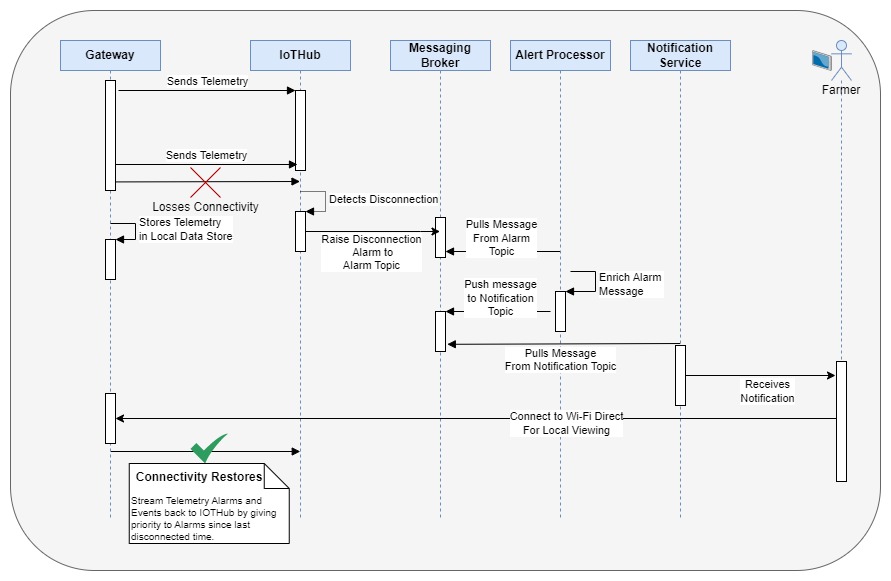 Gateway
IoTHub
Messaging
Broker
Alert Processor
Notification
Service
Farmer
Sends Telemetry
Sends Telemetry
Losses Connectivity
Detects Disconnection
Stores Telemetry
in Local Data Store
Raise Disconnection
Alarm to
Alarm Topic
Pulls Message
From Alarm
Topic
Enrich Alarm
Message
Push message
to Notification
Topic
Pulls Message
From Notification Topic
Receives
Notification
Connect to Wi-Fi Direct
For Local Viewing
Connectivity Restores
Stream Telemetry Alarms and
Events back to IOTHub by giving
priority to Alarms since last
disconnected time.